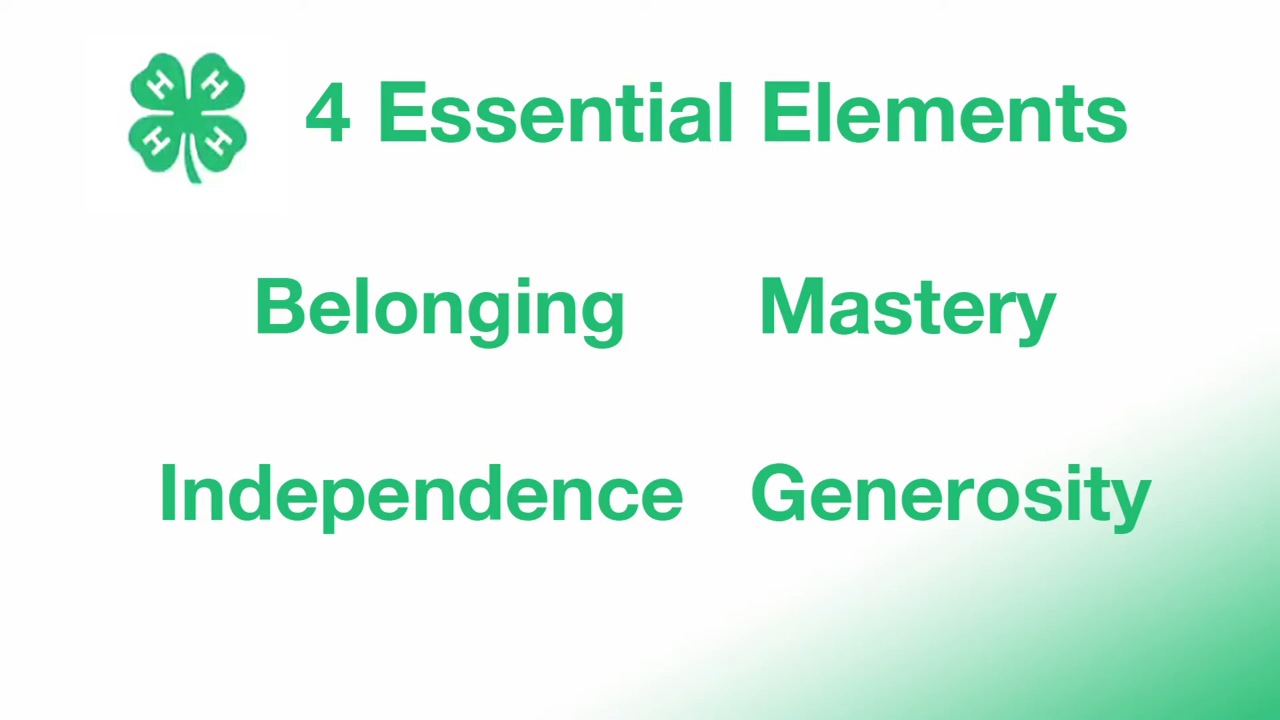 H H
H H
4 Essential Elements
Belonging Mastery
Independence Generosity